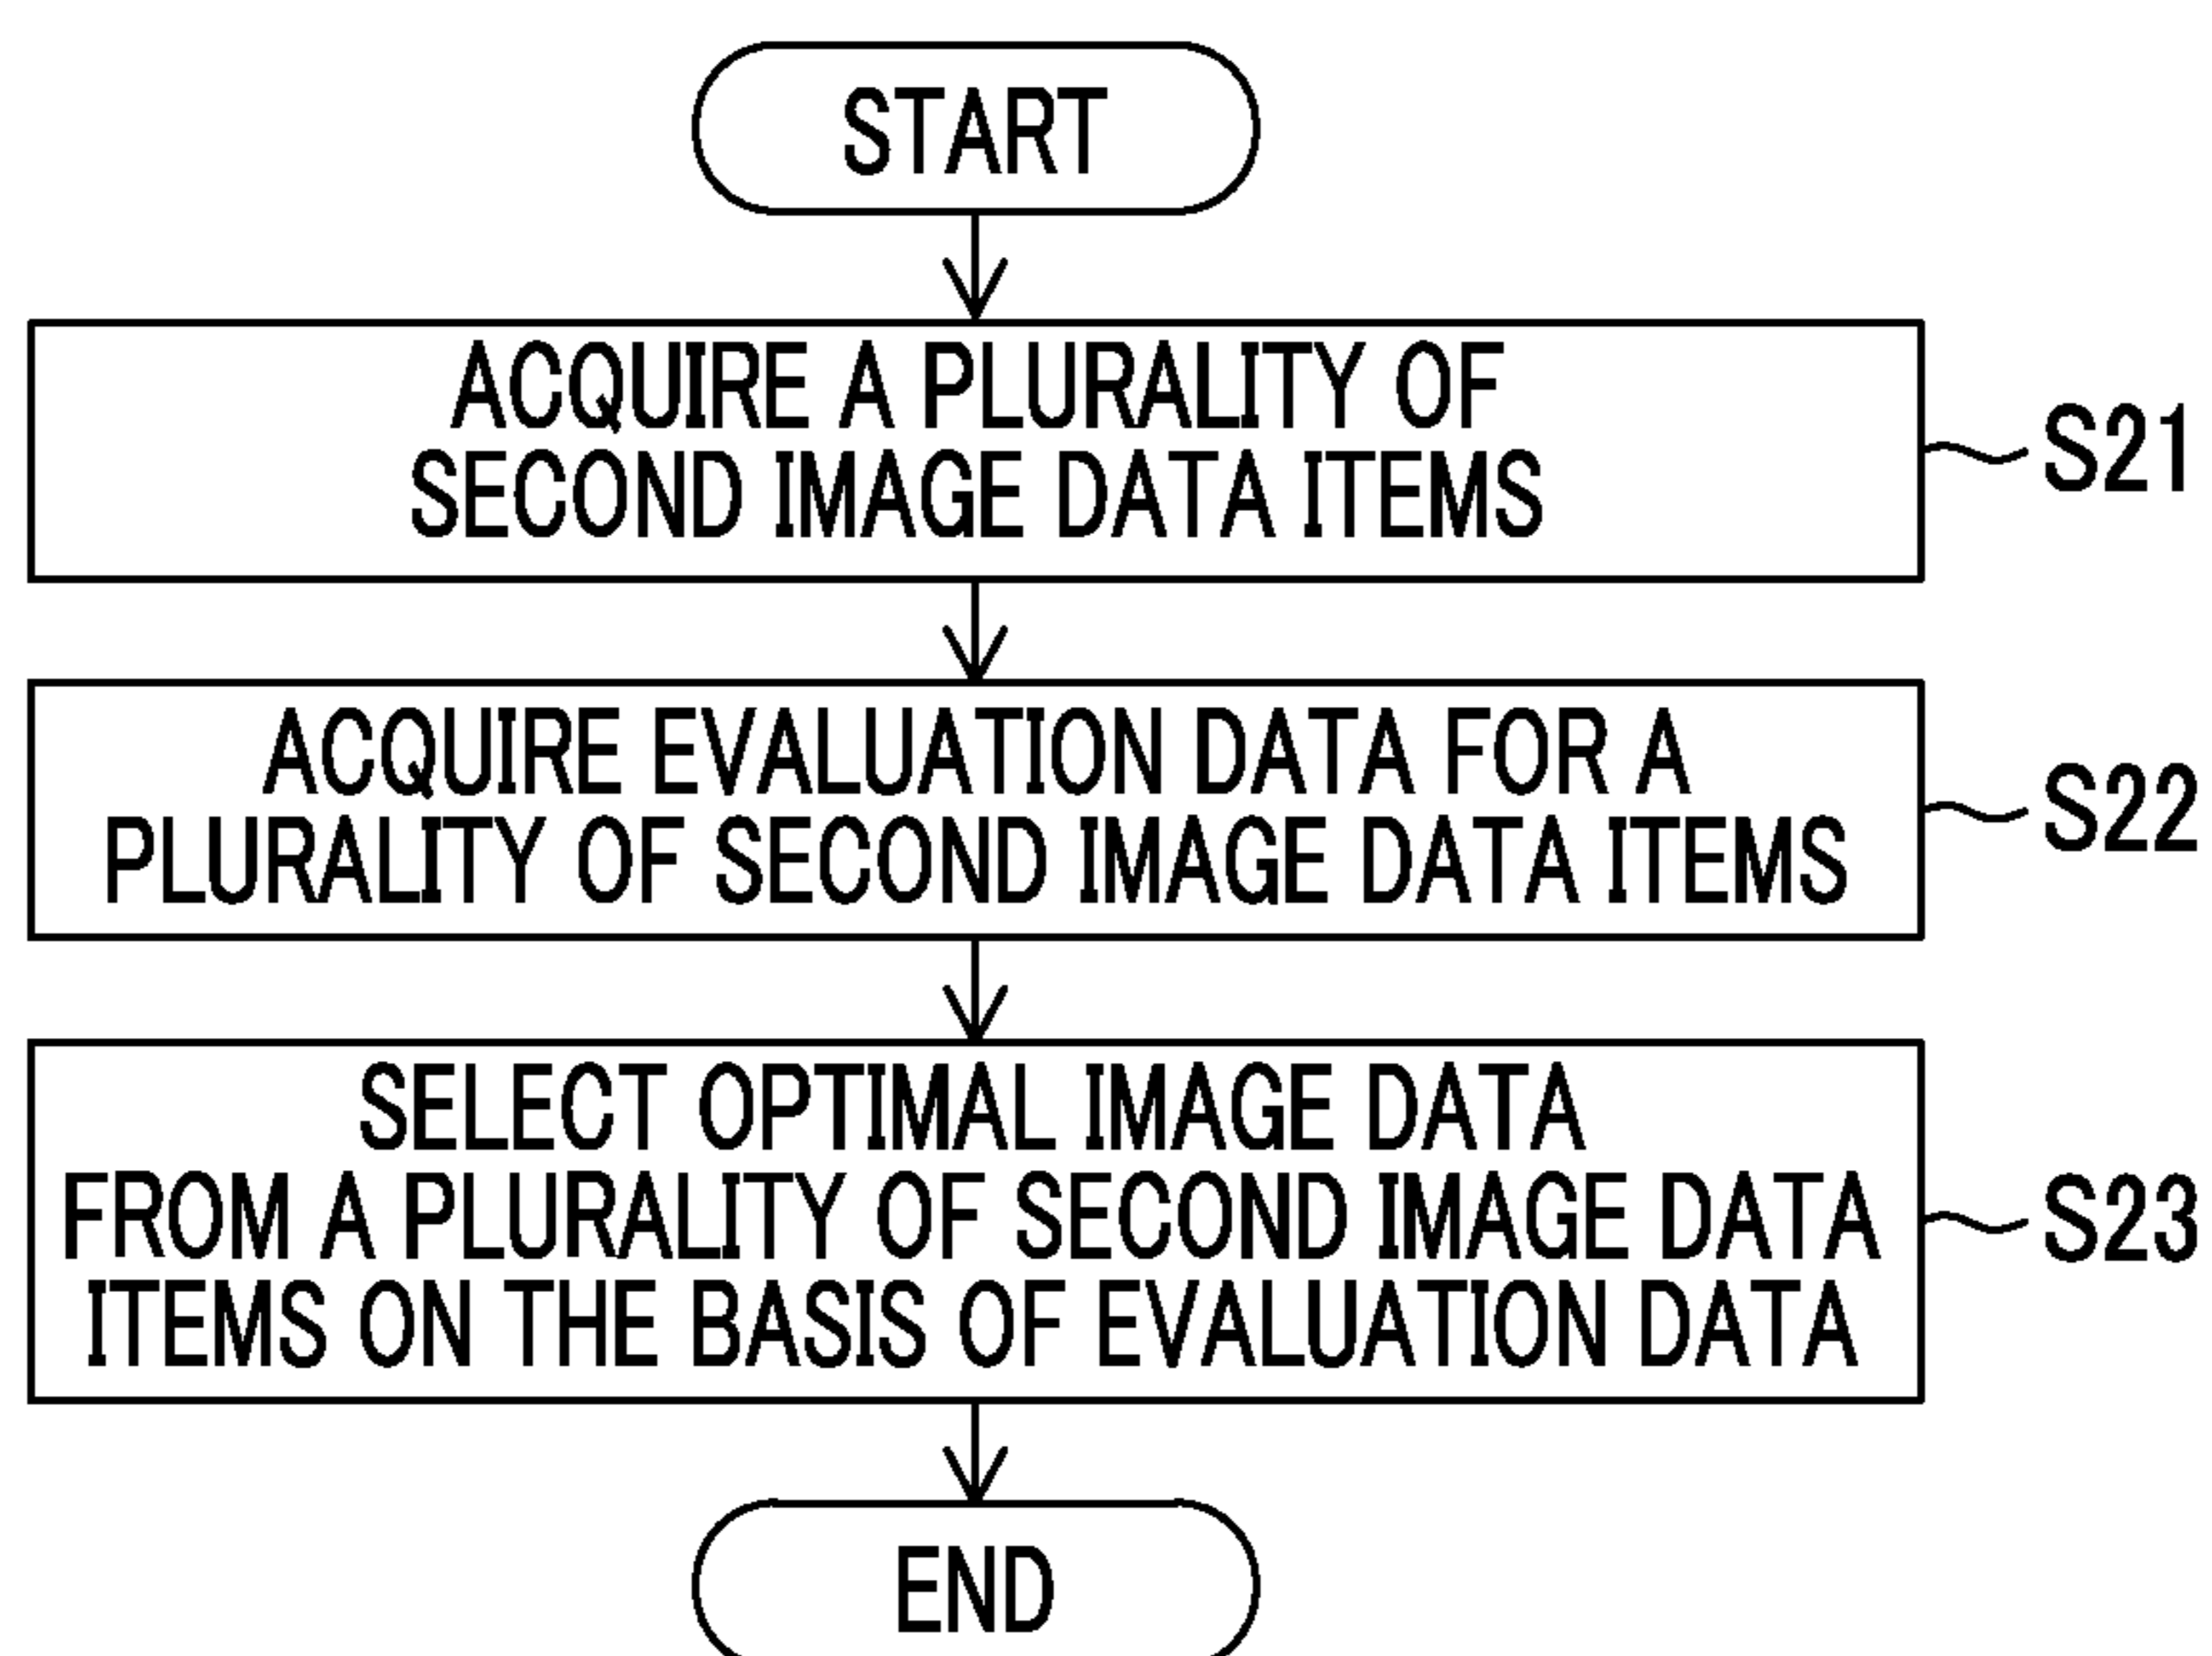 START
ACQUIRE A PLURALITY OF
SECOND IMAGE DATA ITEMS
S21
ACQUIRE EVALUATION DATA FOR A
PLURALITY OF SECOND IMAGE DATA ITEMS
S22
SELECT OPTIMAL IMAGE DATA
FROM A PLURALITY OF SECOND IMAGE DATA
ITEMS ON THE BASIS OF EVALUATION DATA
S23
END